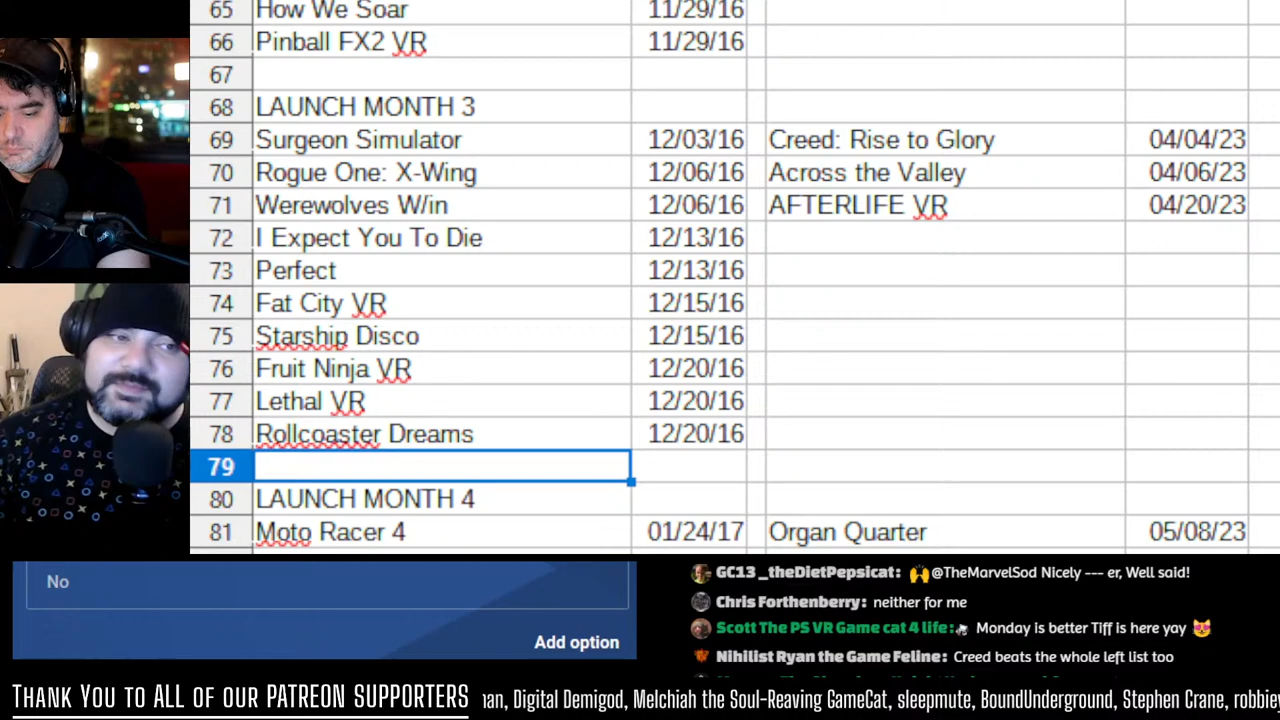 65 How We Soar 11/29/16
66 Pinball FX2 VR 11/29/16
67
68 LAUNCH MONTH 3
69 Surgeon Simulator 12/03/16 Creed: Rise to Glory 04/04/23
70 Rogue One: X-Wing 12/06/16 Across the Valley 04/06/23
71 Werewolves W/in 12/06/16 AFTERLIFE VR 04/20/23
72 I Expect You To Die 12/13/16
73 Perfect 12/13/16
74 Fat City VR 12/15/16
75 Starship Disco 12/15/16
76 Fruit Ninja VR 12/20/16
77 Lethal VR 12/20/16
78 Rollcoaster Dreams 12/20/16
79
80 LAUNCH MONTH 4
81 Moto Racer 4 01/24/17 Organ Quarter 05/08/23
No
Add option
GC13 _theDietPepsicat: 🙌@TheMarvelSod Nicely --- er, Well said!
Chris Forthenberry: neither for me
Scott The PS VR Game cat 4 life: Monday is better Tiff is here yay 😻
Nihilist Ryan the Game Feline: Creed beats the whole left list too
THANK YOU TO ALL OF OUR PATREON SUPPORTERS
an, Digital Demigod, Melchiah the Soul-Reaving GameCat, sleepmute, BoundUnderground, Stephen Crane, robbie